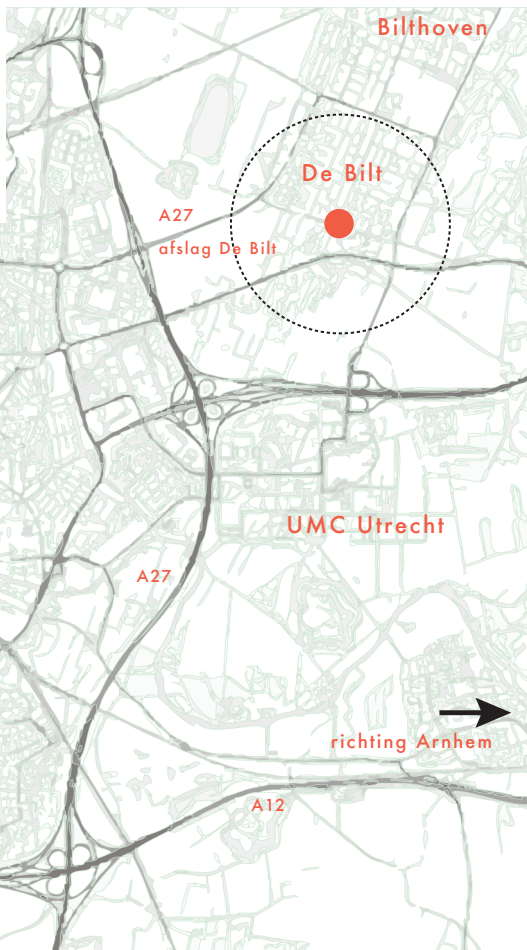 Bilthoven
De Bilt
A27
afslag De Bilt
UMC Utrecht
A27
richting Arnhem
A12